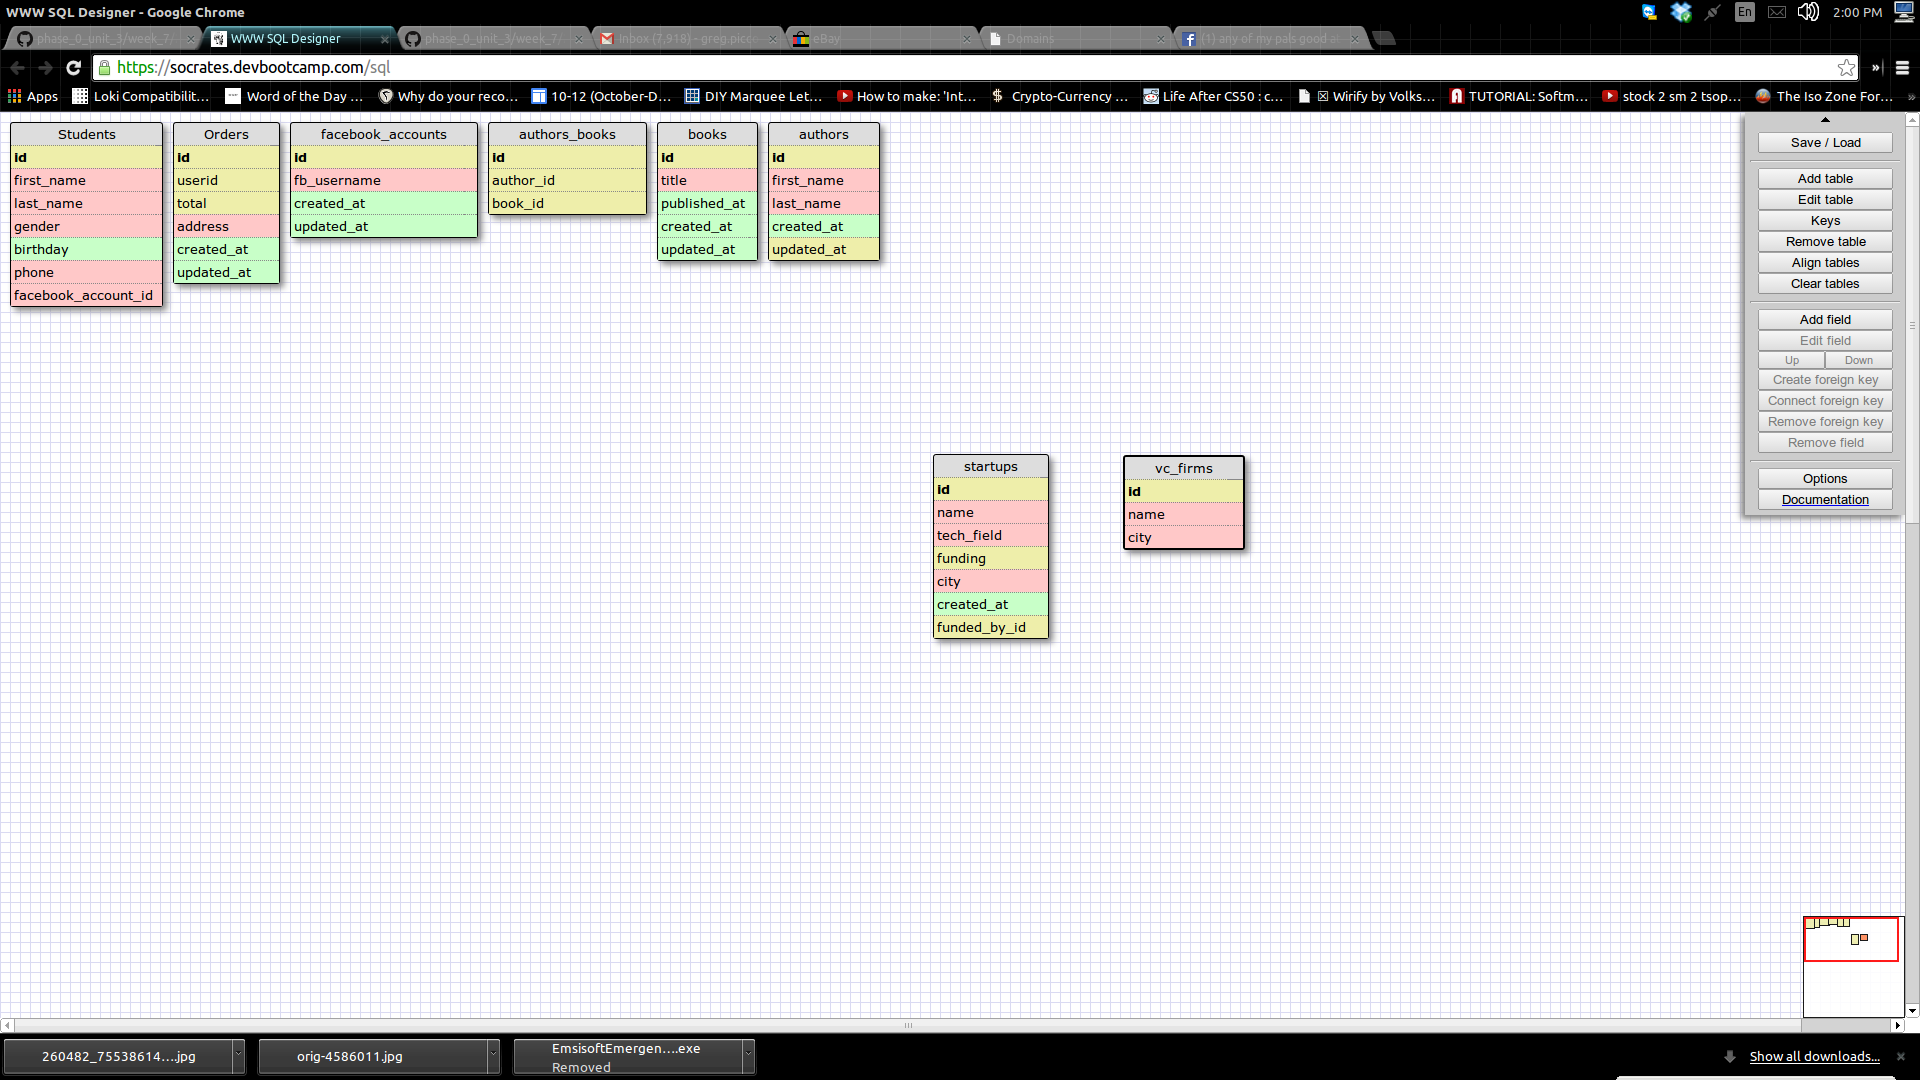 WWW SQL Designer - Google Chrome
En
2:00 PM
phase_0_unit_3/week_7
WWW SQL Designer
phase_0_unit_3/week_7
Inbox (7,918) - greg.pic
eBay
Domains
(1) any of my pals good a
https://socrates.devbootcamp.com/sql
Apps
Loki Compatibilit...
Word of the Day ...
Why do your reco...
10-12 (October-D...
DIY Marquee Let...
How to make: 'Int...
Crypto-Currency ...
Life After CS50 : c...
Wirify by Volks...
TUTORIAL: Softm...
stock 2 sm 2 tsop...
The Iso Zone For...
Students
id
first_name
last_name
gender
birthday
phone
facebook_account_id
Orders
id
userid
total
address
created_at
updated_at
facebook_accounts
id
fb_username
created_at
updated_at
authors_books
id
author_id
book_id
books
id
title
published_at
created_at
updated_at
authors
id
first_name
last_name
created_at
updated_at
startups
id
name
tech_field
funding
city
created_at
funded_by_id
vc_firms
id
name
city
Save / Load
Add table
Edit table
Keys
Remove table
Align tables
Clear tables
Add field
Edit field
Up
Down
Create foreign key
Connect foreign key
Remove foreign key
Remove field
Options
Documentation
260482_75538614....jpg
orig-4586011.jpg
EmsisoftEmergen....exe
Removed
Show all downloads...